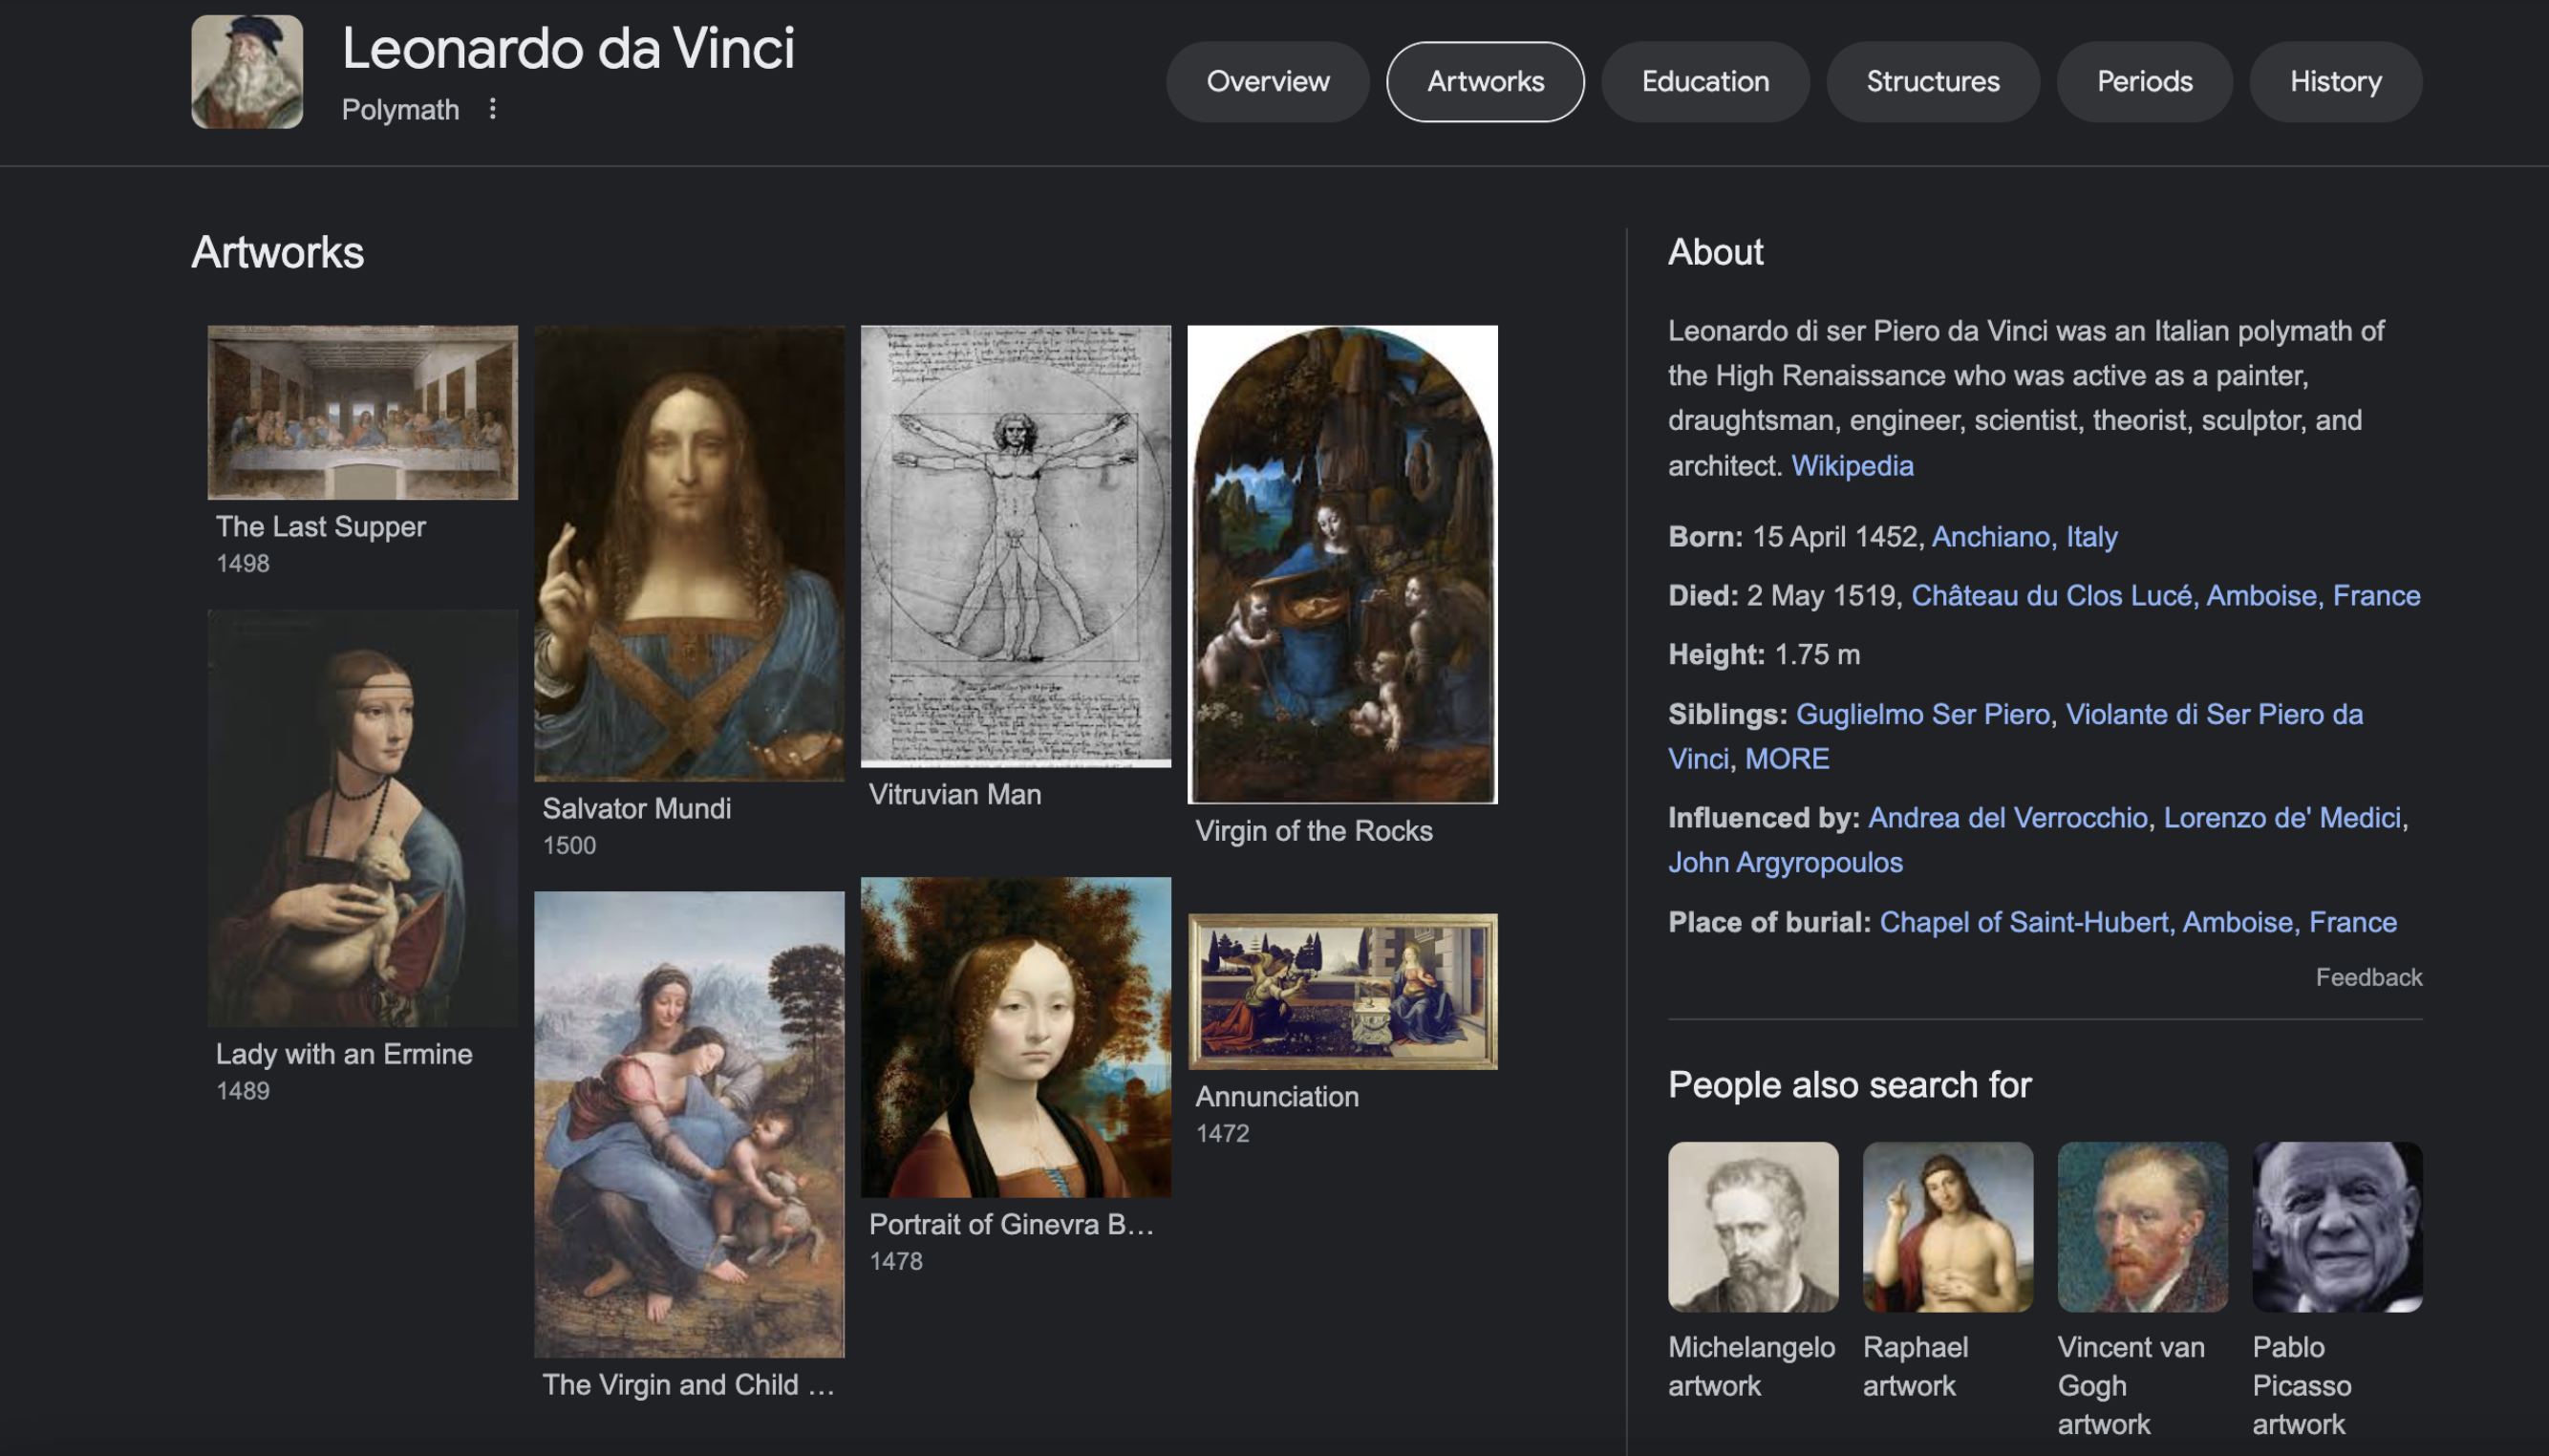 Leonardo da Vinci
Polymath
Overview
Artworks
Education
Structures
Periods
History
Artworks
The Last Supper
1498
Lady with an Ermine
1489
Salvator Mundi
1500
The Virgin and Child ...
Vitruvian Man
Portrait of Ginevra B...
1478
Virgin of the Rocks
Annunciation
1472
About
Leonardo di ser Piero da Vinci was an Italian polymath of
the High Renaissance who was active as a painter,
draughtsman, engineer, scientist, theorist, sculptor, and
architect. Wikipedia
Born: 15 April 1452, Anchiano, Italy
Died: 2 May 1519, Château du Clos Lucé, Amboise, France
Height: 1.75 m
Siblings: Guglielmo Ser Piero, Violante di Ser Piero da
Vinci, MORE
Influenced by: Andrea del Verrocchio, Lorenzo de' Medici,
John Argyropoulos
Place of burial: Chapel of Saint-Hubert, Amboise, France
Feedback
People also search for
Michelangelo
artwork
Raphael
artwork
Vincent van
Gogh
artwork
Pablo
Picasso
artwork